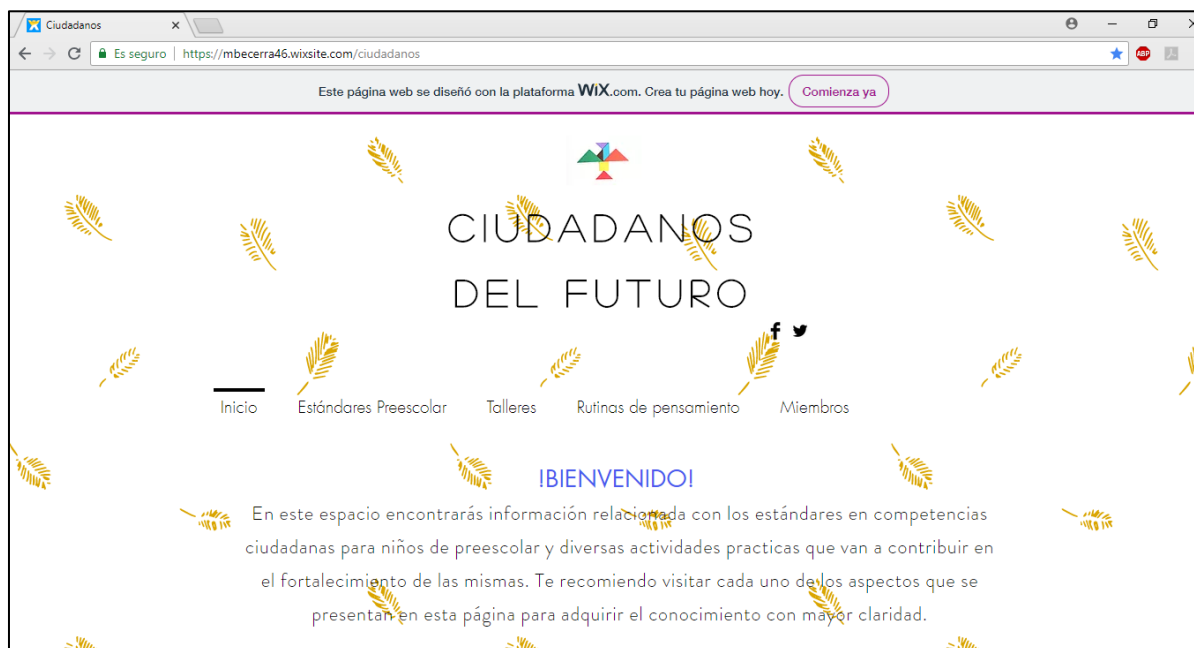 Ciudadanos
Es seguro | https://mbecerra46.wixsite.com/ciudadanos
ABP
Este página web se diseñó con la plataforma WiX.com. Crea tu página web hoy. Comienza ya
CIUDADANOS
DEL FUTURO
Inicio Estándares Preescolar Talleres Rutinas de pensamiento Miembros
!BIENVENIDO!
En este espacio encontrarás información relacionada con los estándares en competencias
ciudadanas para niños de preescolar y diversas actividades practicas que van a contribuir en
el fortalecimiento de las mismas. Te recomiendo visitar cada uno de los aspectos que se
presentan en esta página para adquirir el conocimiento con mayor claridad.